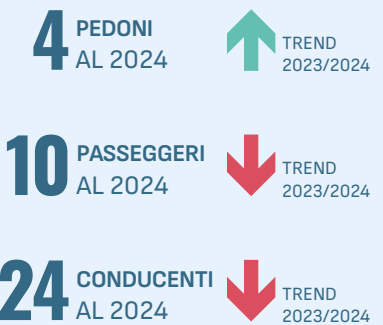 4 PEDONI
AL 2024
TREND
2023/2024
10 PASSEGGERI
AL 2024
TREND
2023/2024
24 CONDUCENTI
AL 2024
TREND
2023/2024